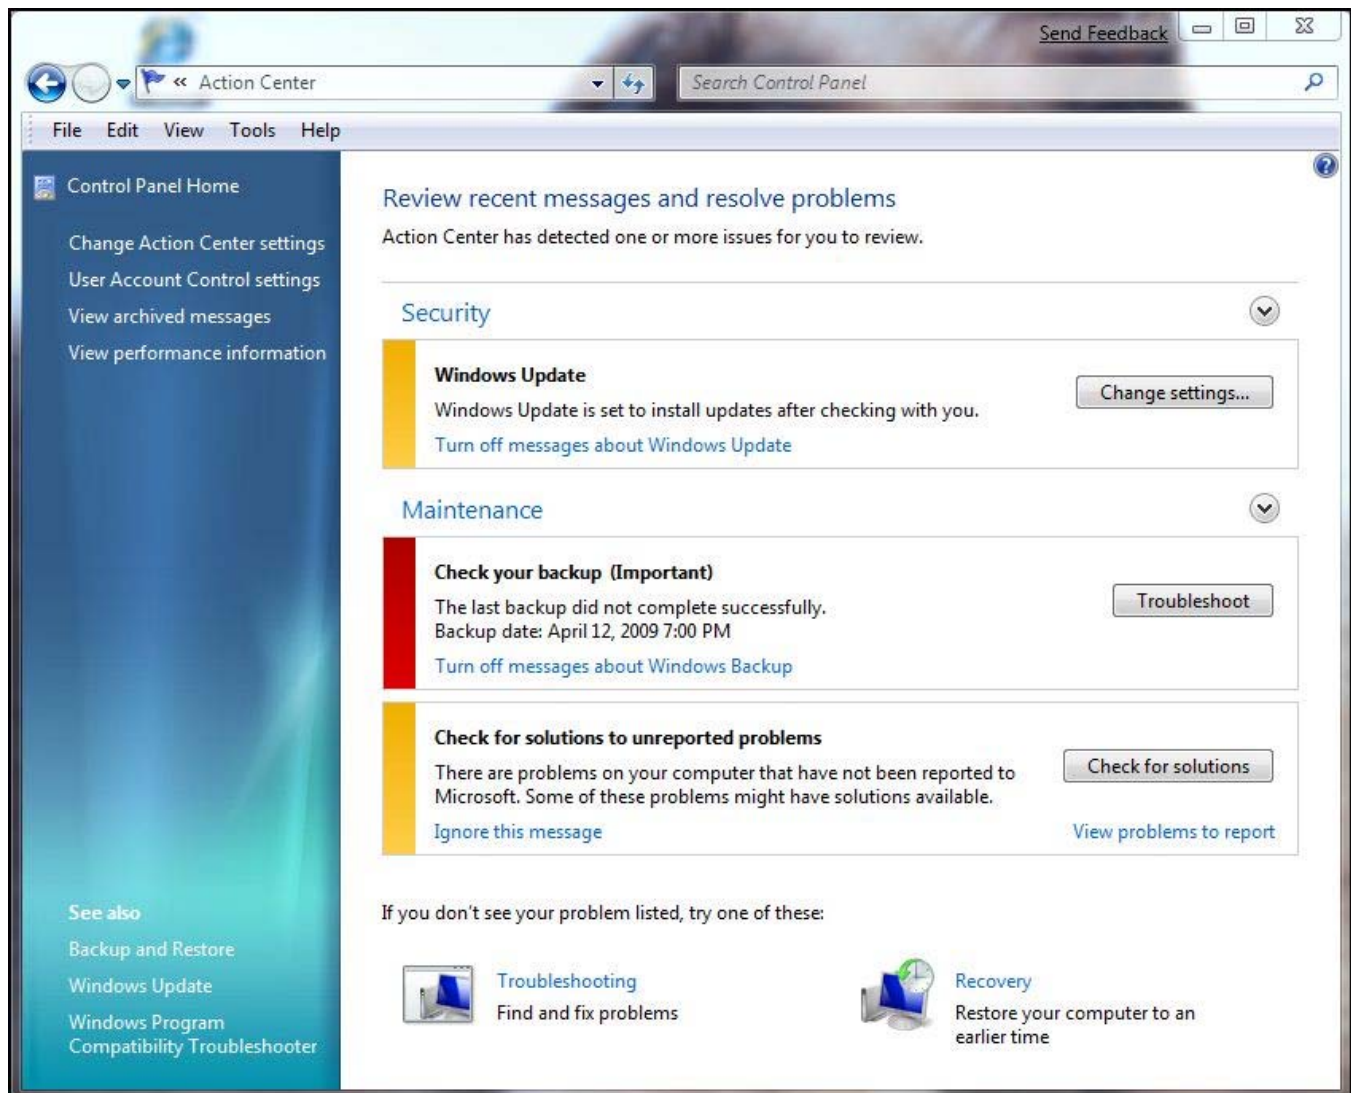 Send Feedback
« Action Center
Search Control Panel
File Edit View Tools Help
Control Panel Home
Change Action Center settings
User Account Control settings
View archived messages
View performance information
See also
Backup and Restore
Windows Update
Windows Program
Compatibility Troubleshooter
Review recent messages and resolve problems
Action Center has detected one or more issues for you to review.
Security
Windows Update
Windows Update is set to install updates after checking with you.
Turn off messages about Windows Update
Change settings...
Maintenance
Check your backup (Important)
The last backup did not complete successfully.
Backup date: April 12, 2009 7:00 PM
Turn off messages about Windows Backup
Troubleshoot
Check for solutions to unreported problems
There are problems on your computer that have not been reported to
Microsoft. Some of these problems might have solutions available.
Ignore this message
Check for solutions
View problems to report
If you don't see your problem listed, try one of these:
Troubleshooting
Find and fix problems
Recovery
Restore your computer to an
earlier time